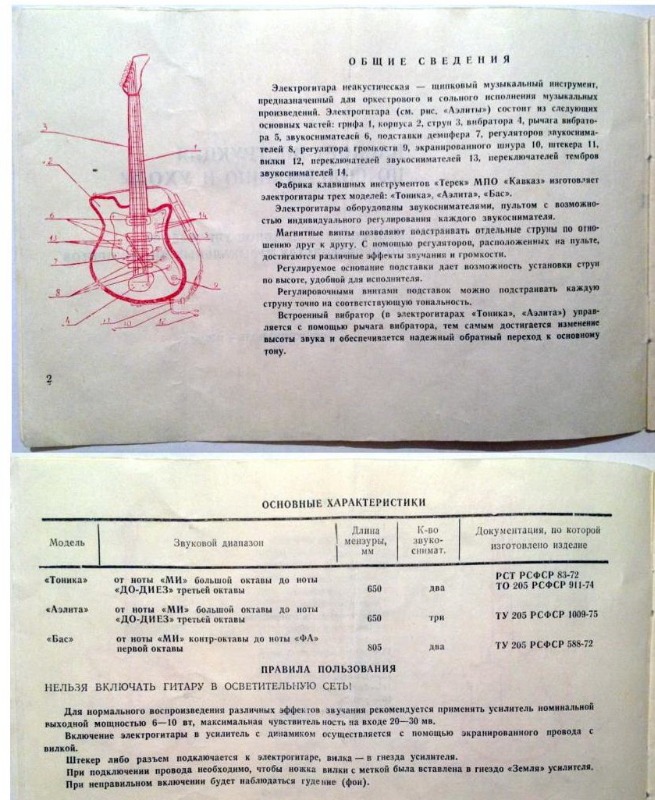 ОБЩИЕ СВЕДЕНИЯ
Электрогитара неакустическая — щипковый музыкальный инструмент,
предназначенный для оркестрового и сольного исполнения музыкальных
произведений. Электрогитара (см. рис. «Аэлиты») состоит из следующих
основных частей: грифа 1, корпуса 2, струн 3, вибратора 4, рычага вибрато-
ра 5, звукоснимателей 6, подставки демпфера 7, регуляторов звукоснима-
телей 8, регулятора громкости 9, экранированного шнура 10, штекера 11,
вилки 12, переключателей звукоснимателей 13, переключателей тембров
звукоснимателей 14.
Фабрика клавишных инструментов «Терек» МПО «Кавказ» изготовляет
электрогитары трех моделей: «Тоника», «Аэлита», «Бас».
Электрогитары оборудованы звукоснимателями, пультом с возможно-
стью индивидуального регулирования каждого звукоснимателя.
Магнитные винты позволяют подстраивать отдельные струны по отно-
шению друг к другу. С помощью регуляторов, расположенных на пульте,
достигаются различные эффекты звучания и громкости.
Регулируемое основание подставки дает возможность установки струн
по высоте, удобной для исполнителя.
Регулировочными винтами подставок можно подстраивать каждую
струну точно на соответствующую тональность.
Встроенный вибратор (в электрогитарах «Тоника», «Аэлита») управ-
ляется с помощью рычага вибратора, тем самым достигается изменение
высоты звука и обеспечивается надежный обратный переход к основному
тону.
3
1
2
6
14
7
8
9
4
2
ОСНОВНЫЕ ХАРАКТЕРИСТИКИ
Модель Звуковой диапазон Длина мензуры, мм К-во звуко-снимат. Документация, по которой изготовлено изделие
«Тоника» от ноты «МИ» большой октавы до ноты «ДО-ДИЕЗ» третьей октавы 650 два РСТ РСФСР 83-72 ТО 205 РСФСР 911-74
«Аэлита» от ноты «МИ» большой октавы до ноты «ДО-ДИЕЗ» третьей октавы 650 три ТУ 205 РСФСР 1009-75
«Бас» от ноты «МИ» контр-октавы до ноты «ФА» первой октавы 805 два ТУ 205 РСФСР 588-72
ПРАВИЛА ПОЛЬЗОВАНИЯ
НЕЛЬЗЯ ВКЛЮЧАТЬ ГИТАРУ В ОСВЕТИТЕЛЬНУЮ СЕТЬ!
Для нормального воспроизведения различных эффектов звучания рекомендуется применять усилитель номинальной
выходной мощностью 6—10 вт, максимальная чувствительность на входе 20—30 мв.
Включение электрогитары в усилитель с динамиком осуществляется с помощью экранированного провода с
вилкой.
Штекер либо разъем подключается к электрогитаре, вилка — в гнезда усилителя.
При подключении провода необходимо, чтобы ножка вилки с меткой была вставлена в гнездо «Земля» усилителя.
При неправильном включении будет наблюдаться гудение (фон).